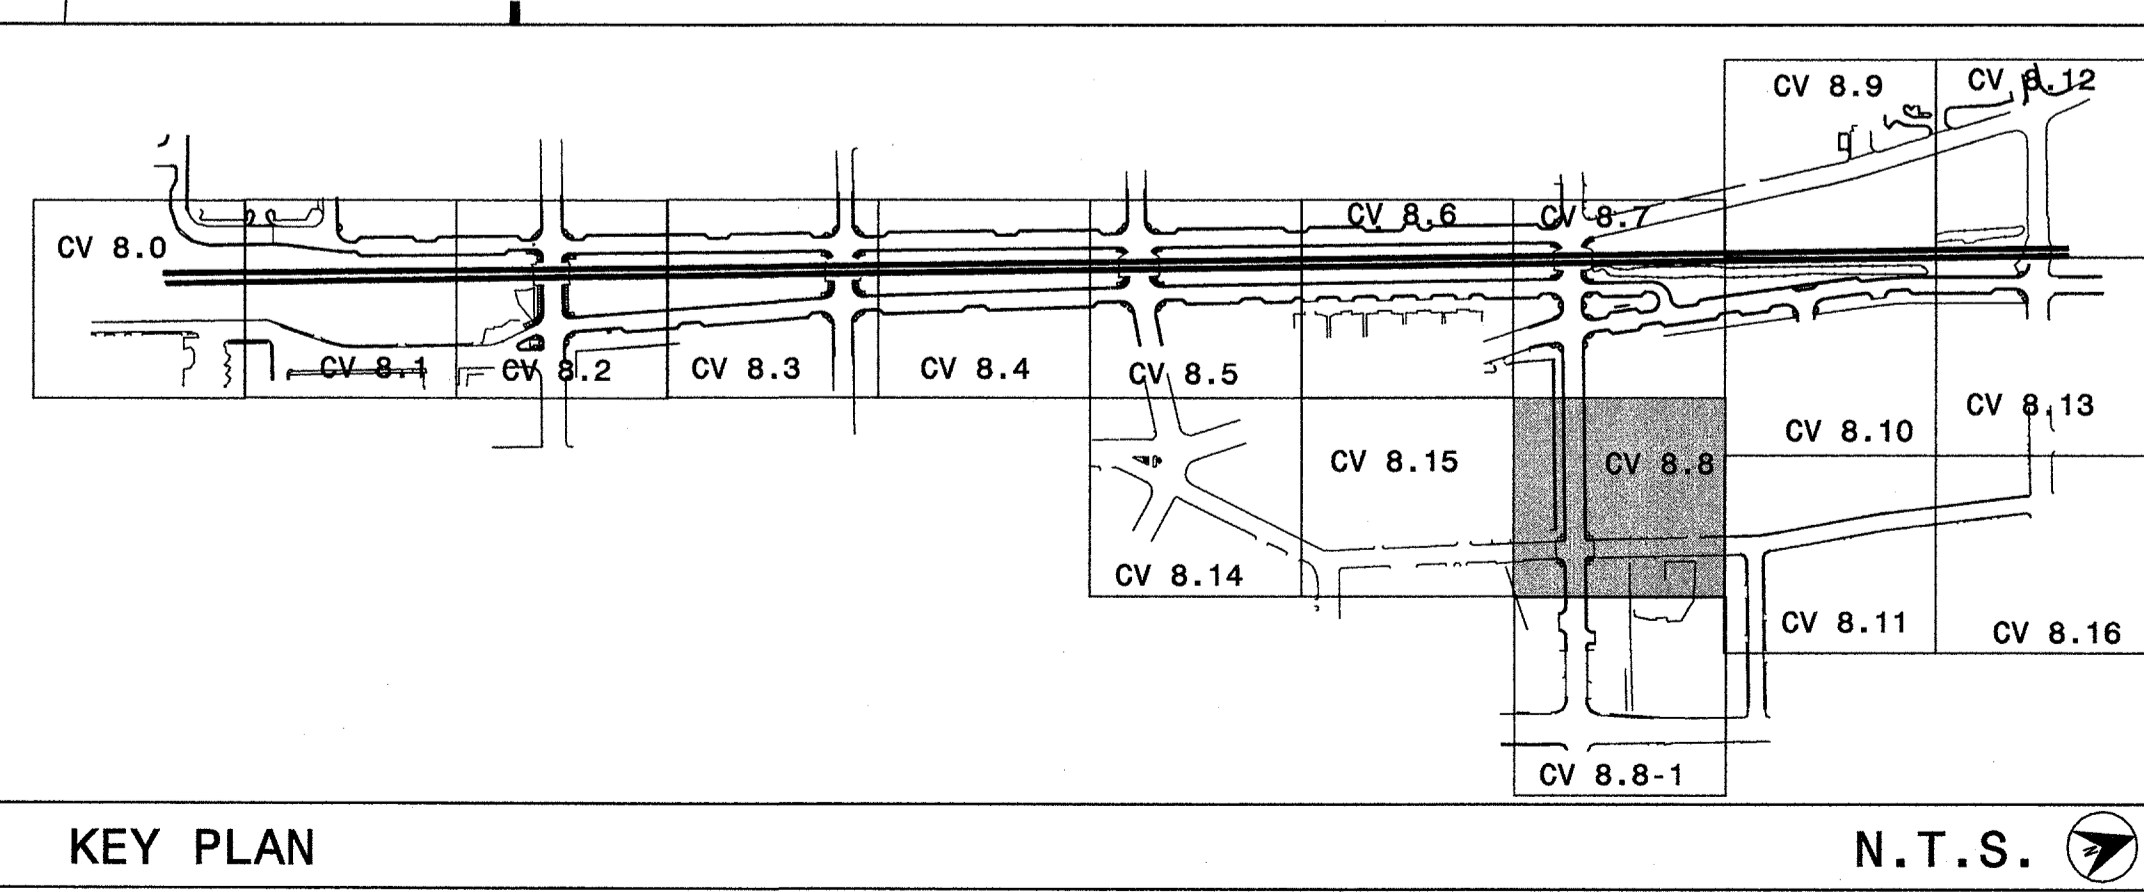 CV 8.9
CV 8.12
CV 8.6
CV 8.7
CV 8.0
CV 8.1
CV 8.2
CV 8.3
CV 8.4
CV 8.5
CV 8.13
CV 8.10
CV 8.15
CV 8.8
CV 8.14
CV 8.11
CV 8.16
CV 8.8-1
KEY PLAN
N.T.S.
N